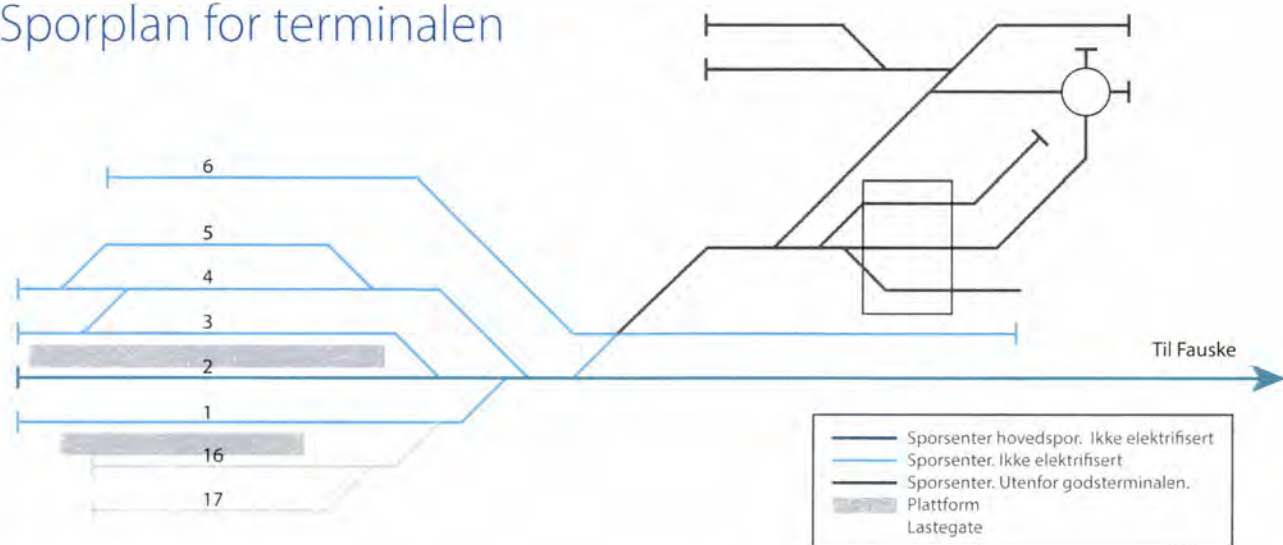 Sporplan for terminalen
6
5
4
3
2
1
16
17
Til Fauske
Sporsenter hovedspor. Ikke elektrifisert
Sporsenter. Ikke elektrifisert
Sporsenter. Utenfor godsterminalen.
Plattform
Lastegate